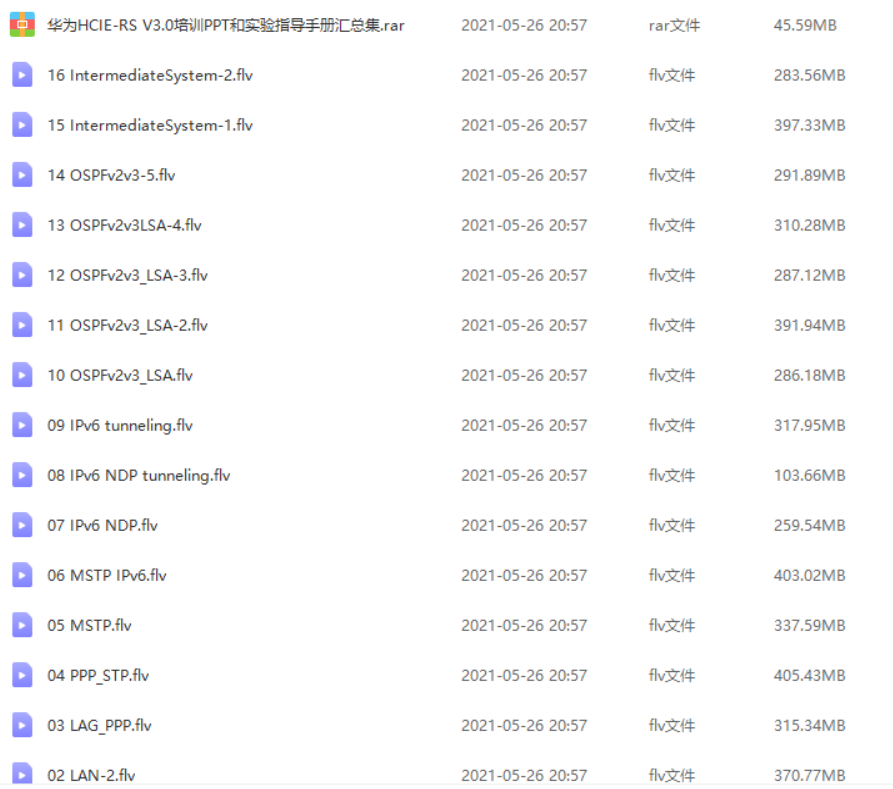 华为HCIE-RS V3.0培训PPT和实验指导手册汇总集.rar 2021-05-26 20:57 rar文件 45.59MB
16 IntermediateSystem-2.flv 2021-05-26 20:57 flv文件 283.56MB
15 IntermediateSystem-1.flv 2021-05-26 20:57 flv文件 397.33MB
14 OSPFv2v3-5.flv 2021-05-26 20:57 flv文件 291.89MB
13 OSPFv2v3LSA-4.flv 2021-05-26 20:57 flv文件 310.28MB
12 OSPFv2v3_LSA-3.flv 2021-05-26 20:57 flv文件 287.12MB
11 OSPFv2v3_LSA-2.flv 2021-05-26 20:57 flv文件 391.94MB
10 OSPFv2v3_LSA.flv 2021-05-26 20:57 flv文件 286.18MB
09 IPv6 tunneling.flv 2021-05-26 20:57 flv文件 317.95MB
08 IPv6 NDP tunneling.flv 2021-05-26 20:57 flv文件 103.66MB
07 IPv6 NDP.flv 2021-05-26 20:57 flv文件 259.54MB
06 MSTP IPv6.flv 2021-05-26 20:57 flv文件 403.02MB
05 MSTP.flv 2021-05-26 20:57 flv文件 337.59MB
04 PPP_STP.flv 2021-05-26 20:57 flv文件 405.43MB
03 LAG_PPP.flv 2021-05-26 20:57 flv文件 315.34MB
02 LAN-2.flv 2021-05-26 20:57 flv文件 370.77MB